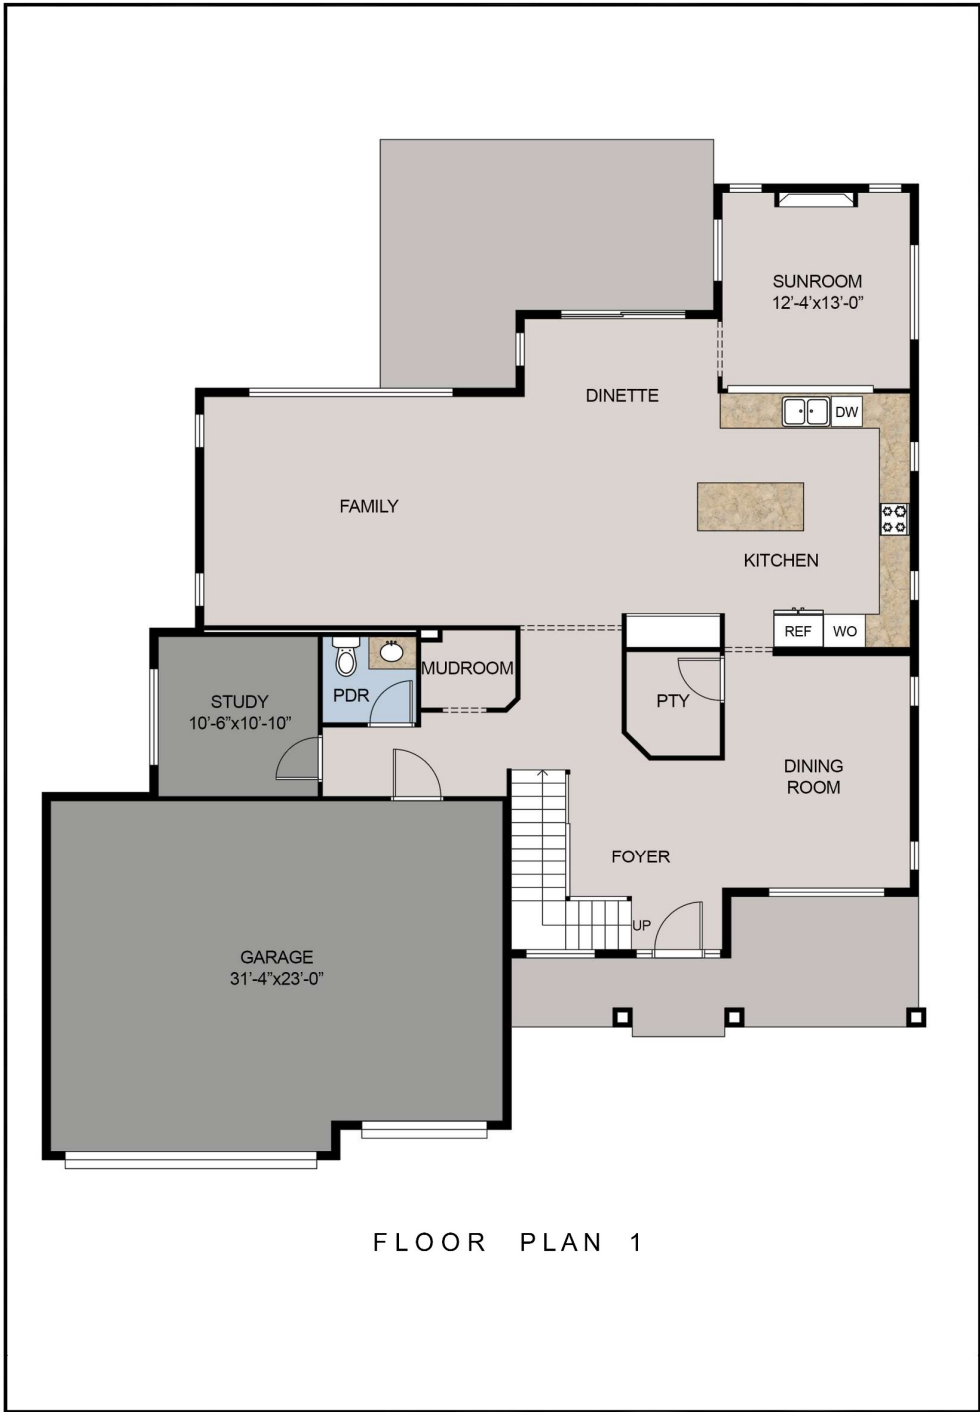 SUNROOM
12'-4'x13'-0"
DINETTE
DW
FAMILY
KITCHEN
REF
WO
MUDROOM
PDR
STUDY
10'-6"x10'-10"
PTY
DINING
ROOM
FOYER
UP
GARAGE
31'-4"x23'-0"
FLOOR PLAN 1